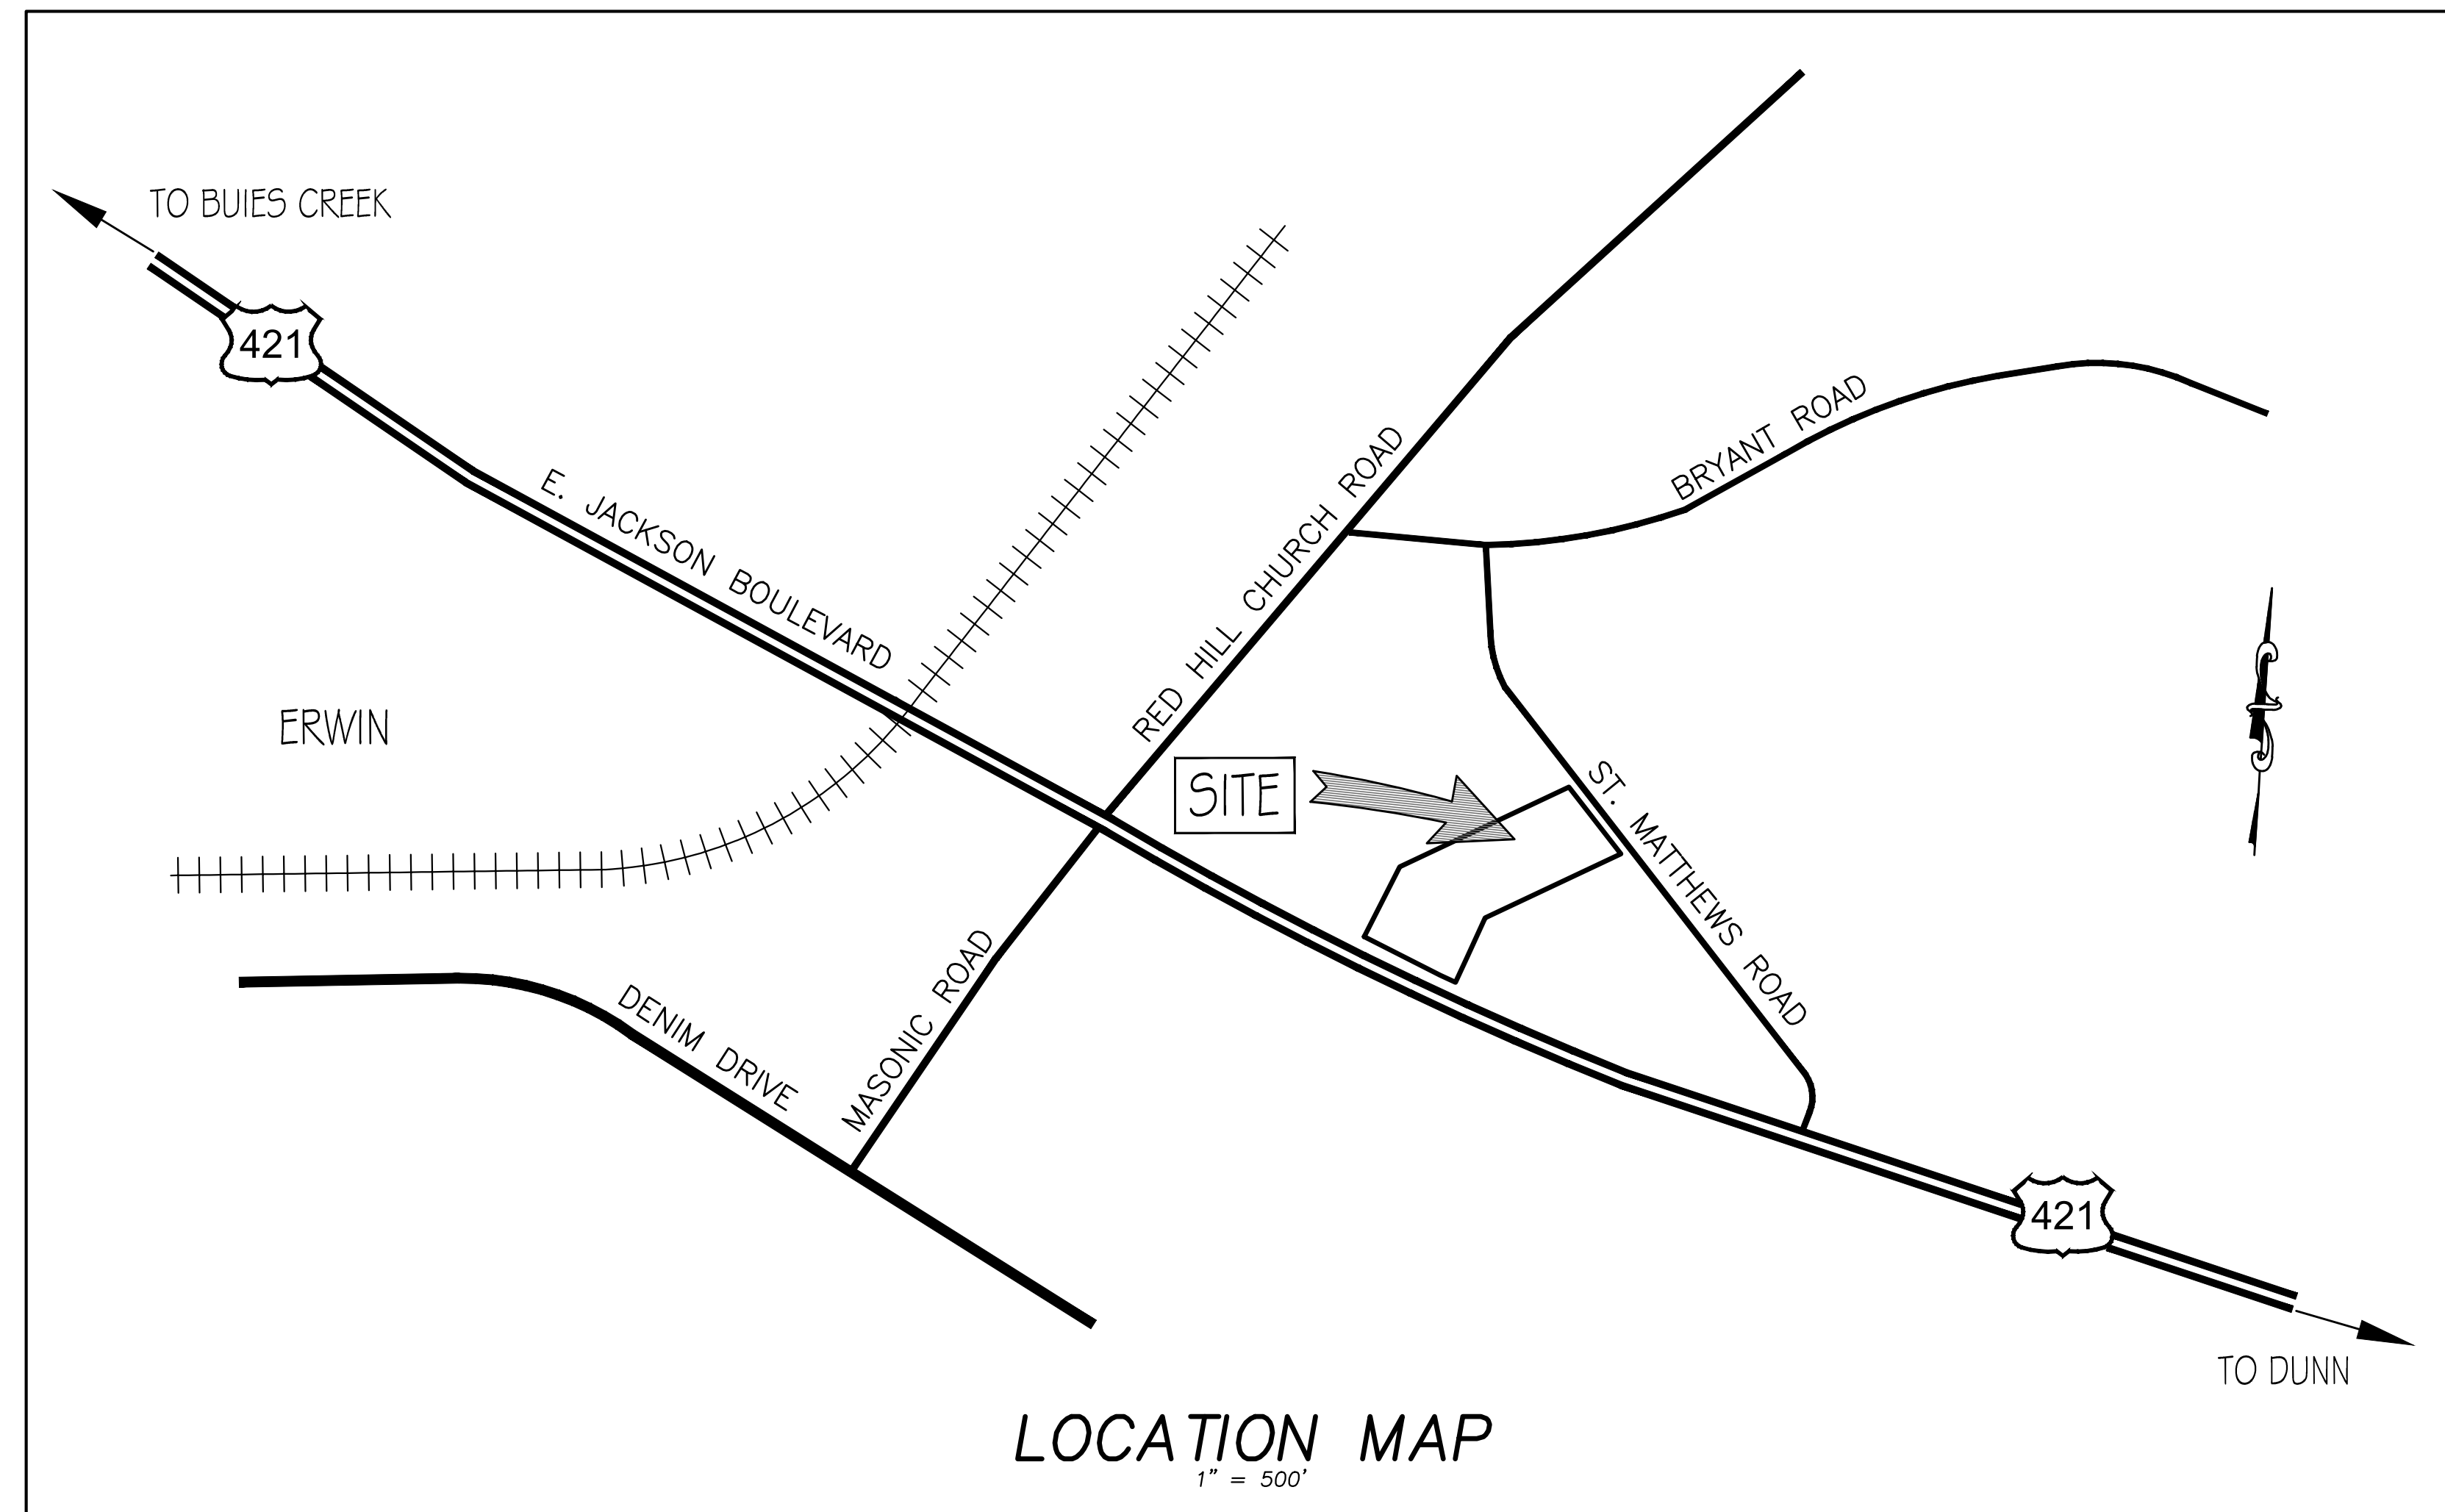 TO BUIES CREEK
421
E. JACKSON BOULEVARD
BRYANT ROAD
RED HILL CHURCH ROAD
ERWIN
SITE
ST. MATTHEWS ROAD
DENIM DRIVE
MASONIC ROAD
421
TO DUNN
LOCATION MAP
1" = 500'